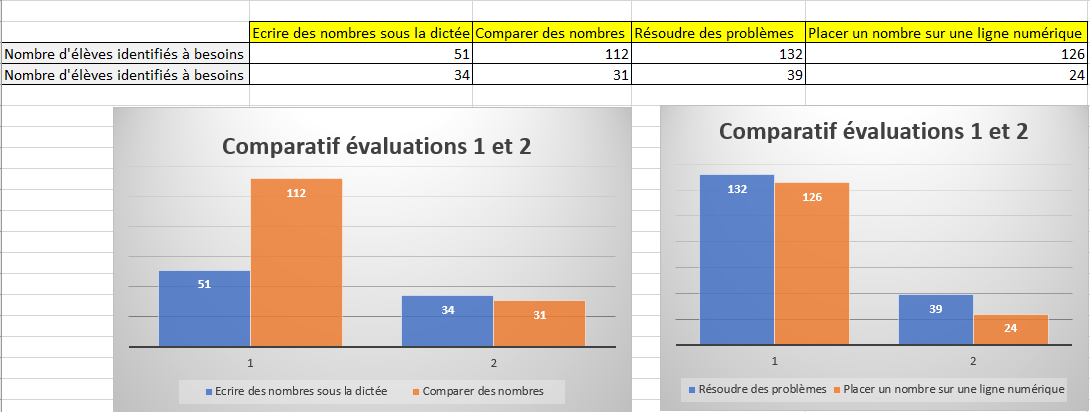 Ecrire des nombres sous la dictée Comparer des nombres Résoudre des problèmes Placer un nombre sur une ligne numérique
Nombre d'élèves identifiés à besoins 51 112 132 126
Nombre d'élèves identifiés à besoins 34 31 39 24
Comparatif évaluations 1 et 2
112
51
34
31
1 2
Ecrire des nombres sous la dictée Comparer des nombres
Comparatif évaluations 1 et 2
132
126
39
24
1 2
Résoudre des problèmes Placer un nombre sur une ligne numérique